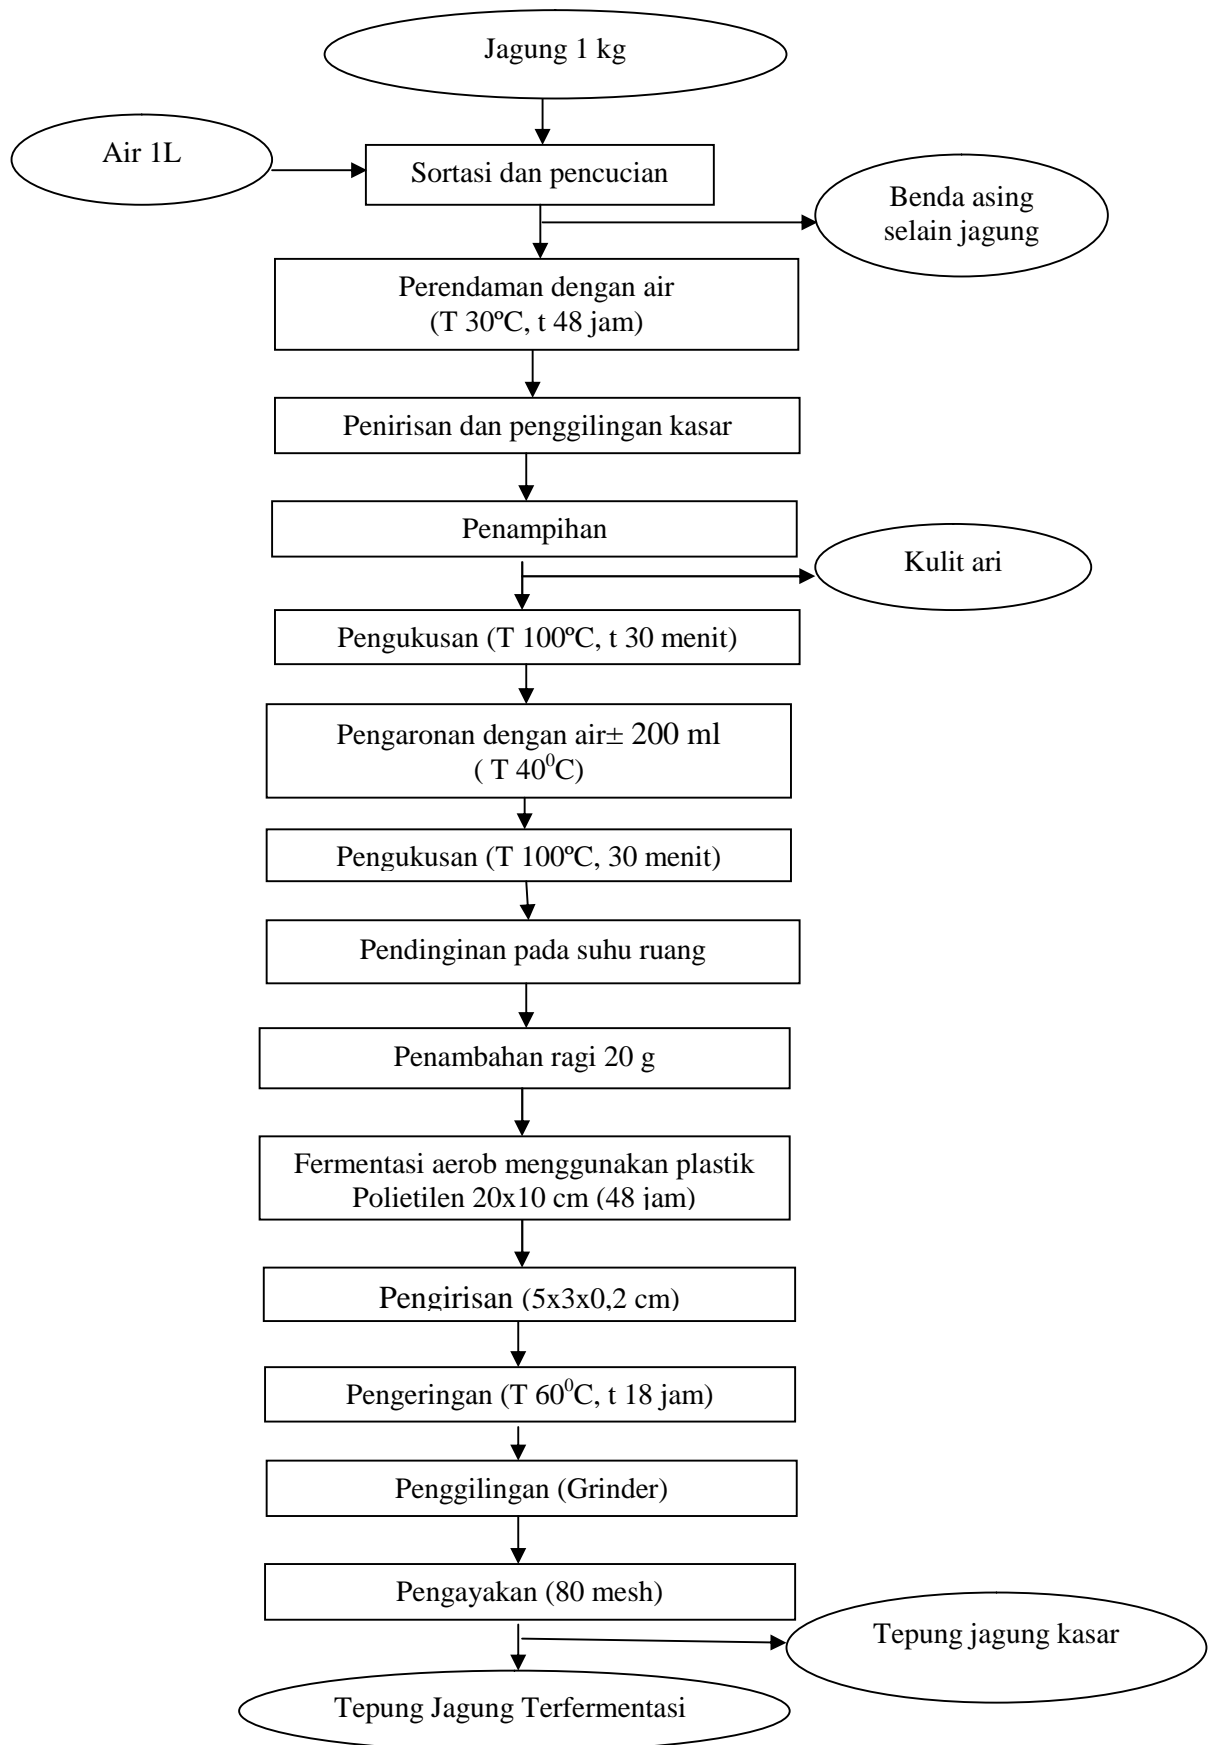 Jagung 1 kg
Air 1L
Sortasi dan pencucian
Benda asing
selain jagung
Perendaman dengan air
(T 30ºC, t 48 jam)
Penirisan dan penggilingan kasar
Penampihan
Kulit ari
Pengukusan (T 100ºC, t 30 menit)
Pengaronan dengan air± 200 ml
( T 40⁰C)
Pengukusan (T 100ºC, 30 menit)
Pendinginan pada suhu ruang
Penambahan ragi 20 g
Fermentasi aerob menggunakan plastik
Polietilen 20x10 cm (48 jam)
Pengirisan (5x3x0,2 cm)
Pengeringan (T 60⁰C, t 18 jam)
Penggilingan (Grinder)
Pengayakan (80 mesh)
Tepung jagung kasar
Tepung Jagung Terfermentasi